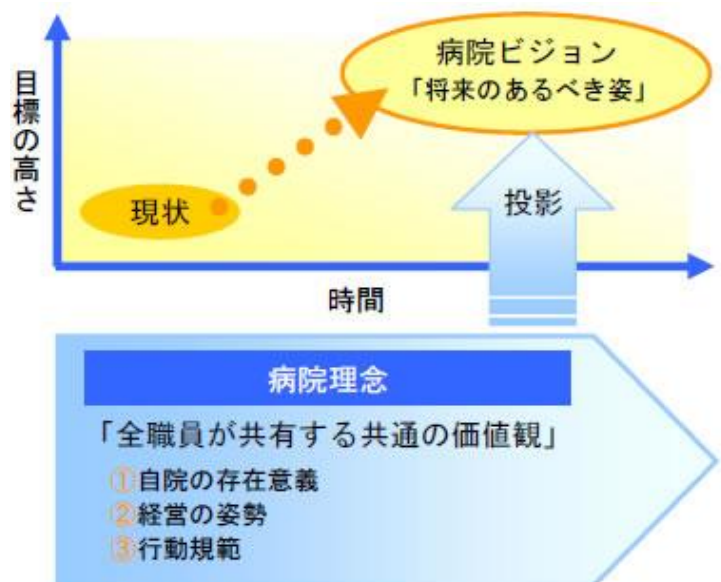 病院ビジョン
「将来のあるべき姿」
目標の高さ
現状
投影
時間
病院理念
「全職員が共有する共通の価値観」
①自院の存在意義
②経営の姿勢
③行動規範